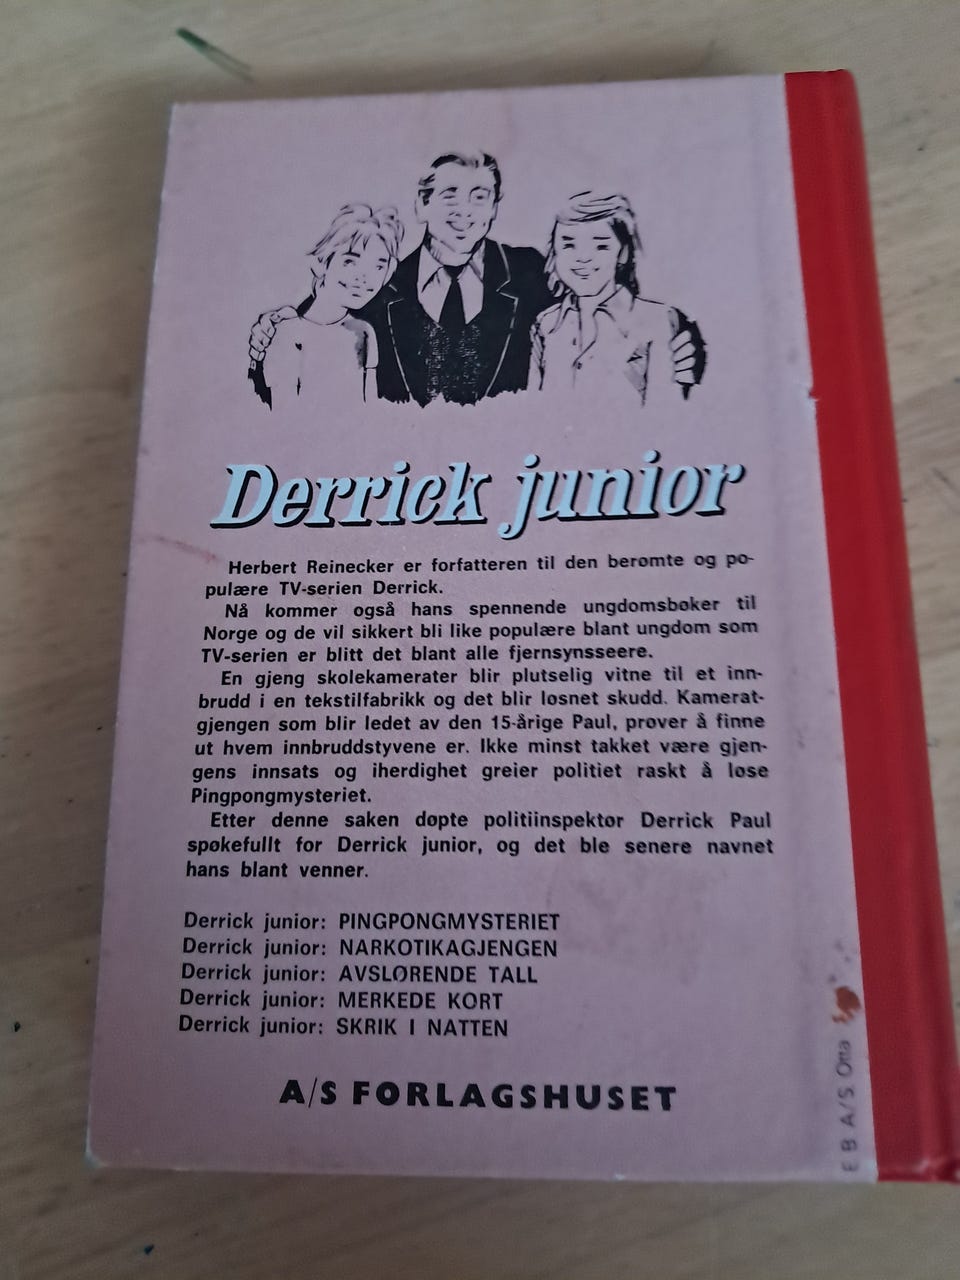 Derrick junior
Herbert Reinecker er forfatteren til den berømte og po-
pulære TV-serien Derrick.
Nå kommer også hans spennende ungdomsbøker til
Norge og de vil sikkert bli like populære blant ungdom som
TV-serien er blitt det blant alle fjernsynsseere.
En gjeng skolekamerater blir plutselig vitne til et inn-
brudd i en tekstilfabrikk og det blir løsnet skudd. Kamerat-
gjengen som blir ledet av den 15-årige Paul, prøver å finne
ut hvem innbruddstyvene er. Ikke minst takket være gjen-
gens innsats og iherdighet greier politiet raskt å løse
Pingpongmysteriet.
Etter denne saken døpte politiinspektør Derrick Paul
spøkefullt for Derrick junior, og det ble senere navnet
hans blant venner.
Derrick junior: PINGPONGMYSTERIET
Derrick junior: NARKOTIKAGJENGEN
Derrick junior: AVSLØRENDE TALL
Derrick junior: MERKEDE KORT
Derrick junior: SKRIK I NATTEN
A/S FORLAGSHUSET
E B A/S Otta